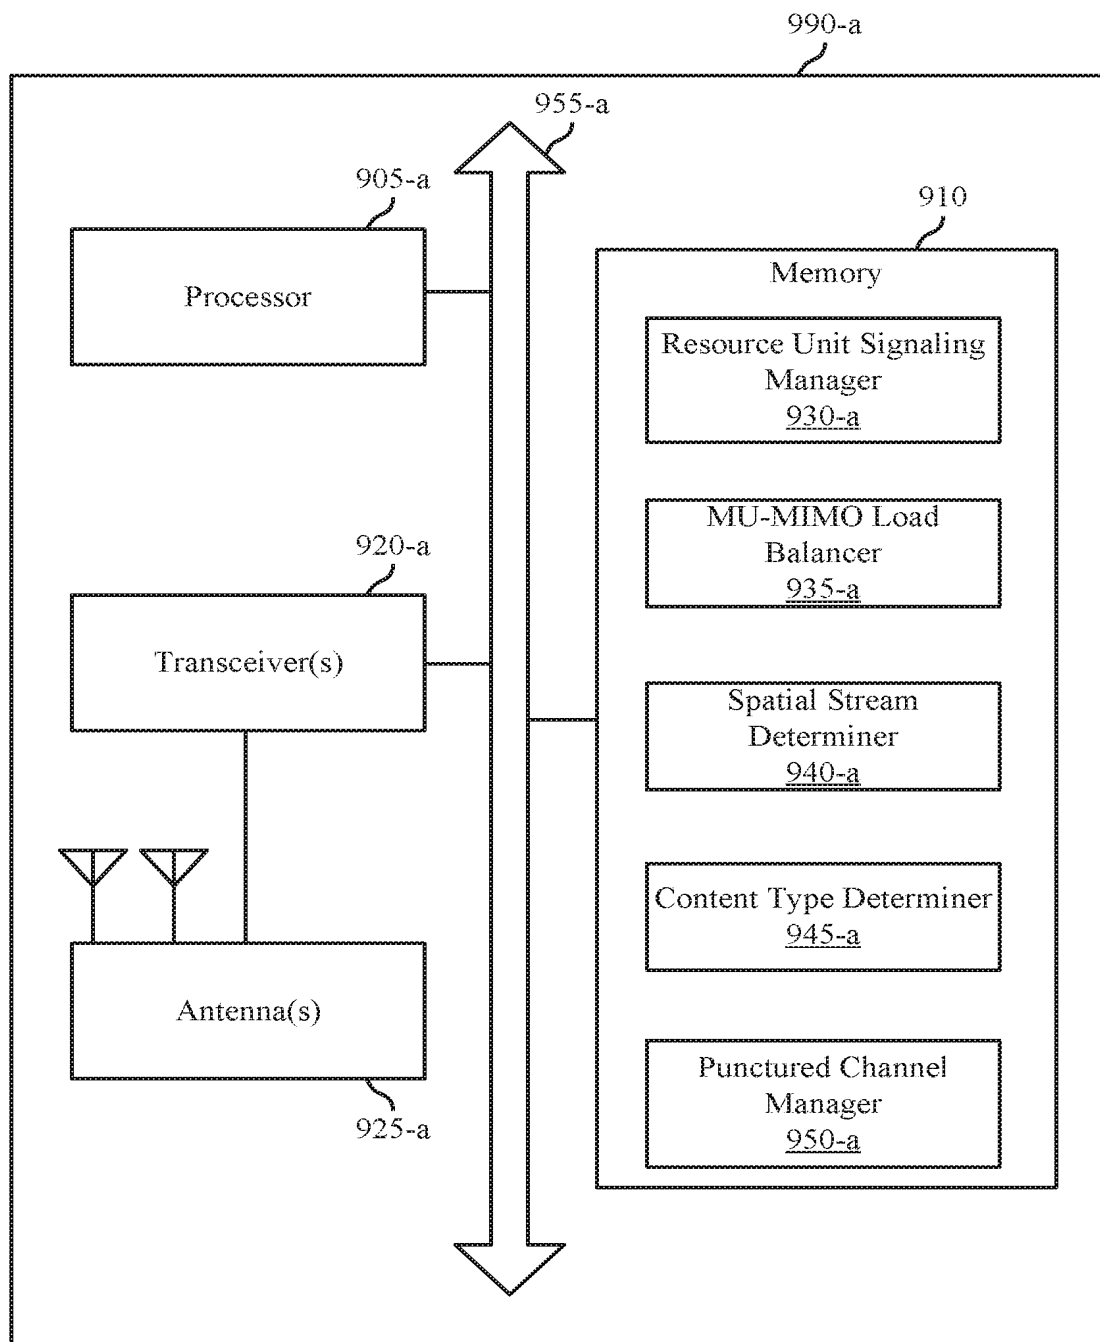 990-a
955-a
905-a
Processor
910
Memory
Resource Unit Signaling
Manager
930-a
MU-MIMO Load
Balancer
935-a
920-a
Transceiver(s)
Spatial Stream
Determiner
940-a
Content Type Determiner
945-a
Antenna(s)
925-a
Punctured Channel
Manager
950-a